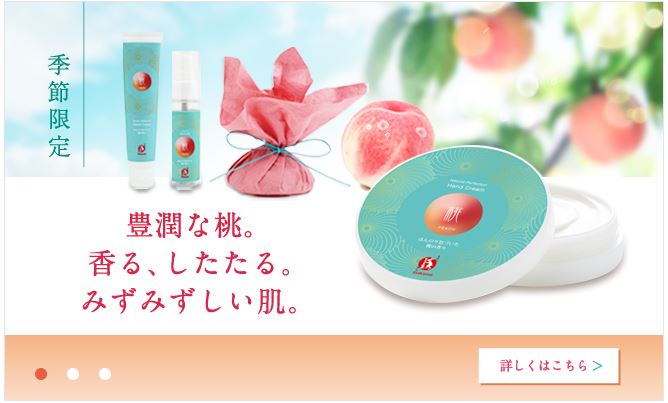 季節限定
豊潤な桃。
香る、したたる。
みずみずしい肌。
Natural Perfection
Hand Cream
桃
PEACH
詳しくはこちら >